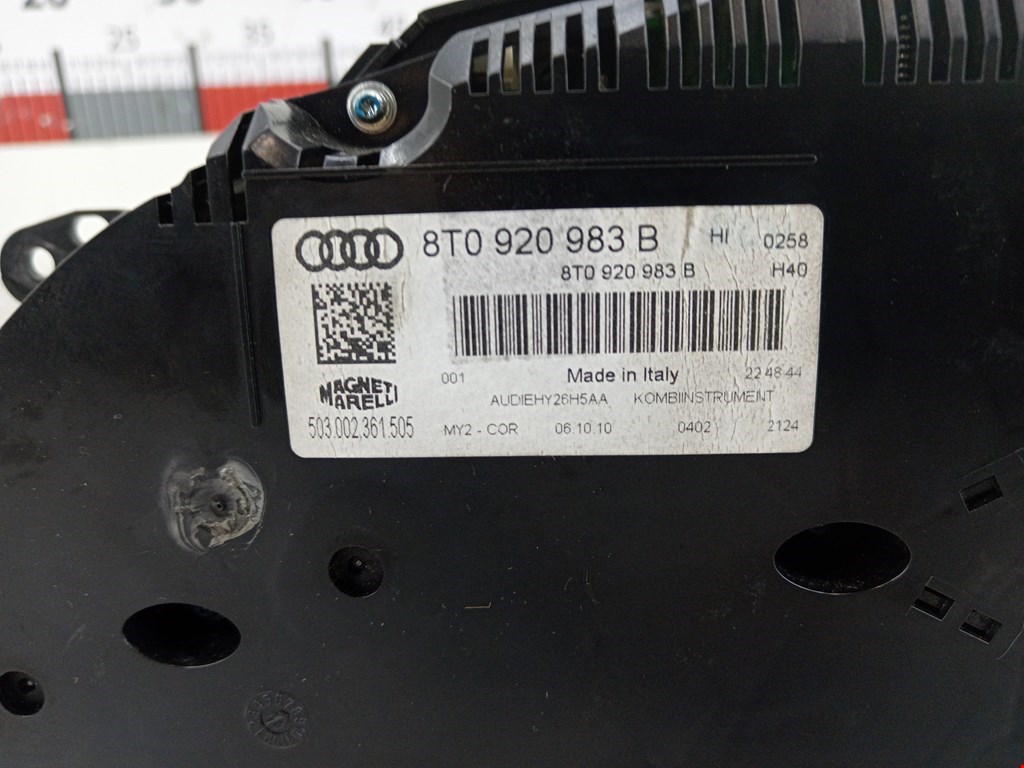 25
35
8T0 920 983 B HI 0258
8T0 920 983 B H40
001 Made in Italy 22 48 44
MAGNETI MARELLI
AUDIEHY26H5AA KOMBIINSTRUMENT
503.002.361.505 MY2 - COR 06.10.10 0402 2124